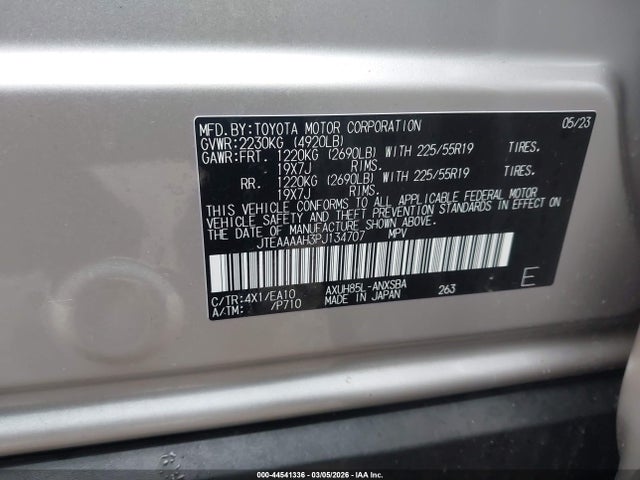 MFD.BY:TOYOTA MOTOR CORPORATION 05/23
GVWR:2230KG (4920LB)
GAWR:FRT. 1220KG (2690LB) WITH 225/55R19 TIRES.
19X7J RIMS.
RR. 1220KG (2690LB) WITH 225/55R19 TIRES.
19X7J RIMS.
THIS VEHICLE CONFORMS TO ALL APPLICABLE FEDERAL MOTOR
VEHICLE SAFETY AND BUMPER STANDARDS IN EFFECT ON
THE DATE OF MANUFACTURE SHOWN ABOVE.
JTEAAAAH3PJ134707 MPV
C/TR:4X1/EA10 AXUH85L-ANXSBA 263 E
A/TM: /P710 MADE IN JAPAN
000-44541336 - 03/05/2026 - IAA Inc.